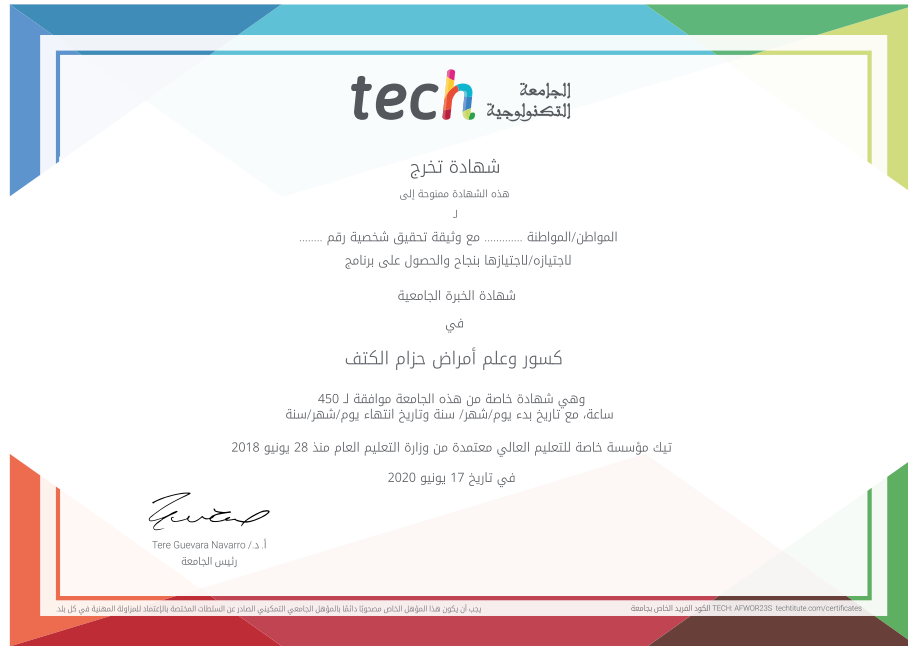 tech الجامعة
التكنولوجية
شهادة تخرج
هذه الشهادة ممنوحة إلى
لـ
المواطن/المواطنة ............ مع وثيقة تحقيق شخصية رقم ........
لاجتيازه/لاجتيازها بنجاح والحصول على برنامج
شهادة الخبرة الجامعية
في
كسور وعلم أمراض حزام الكتف
وهي شهادة خاصة من هذه الجامعة موافقة لـ 450
ساعة، مع تاريخ بدء يوم/شهر/ سنة وتاريخ انتهاء يوم/شهر/سنة
تيك مؤسسة خاصة للتعليم العالي معتمدة من وزارة التعليم العام منذ 28 يونيو 2018
في تاريخ 17 يونيو 2020
أ. د./ Tere Guevara Navarro
رئيس الجامعة
يجب أن يكون هذا المؤهل الخاص مصحوبًا دائمًا بالمؤهل الجامعي التمكيني الصادر عن السلطات المختصة بالإعتماد للمزاولة المهنية في كل بلد.
الكود الفريد الخاص بجامعة TECH: AFWOR23S techtitute.com/certificates